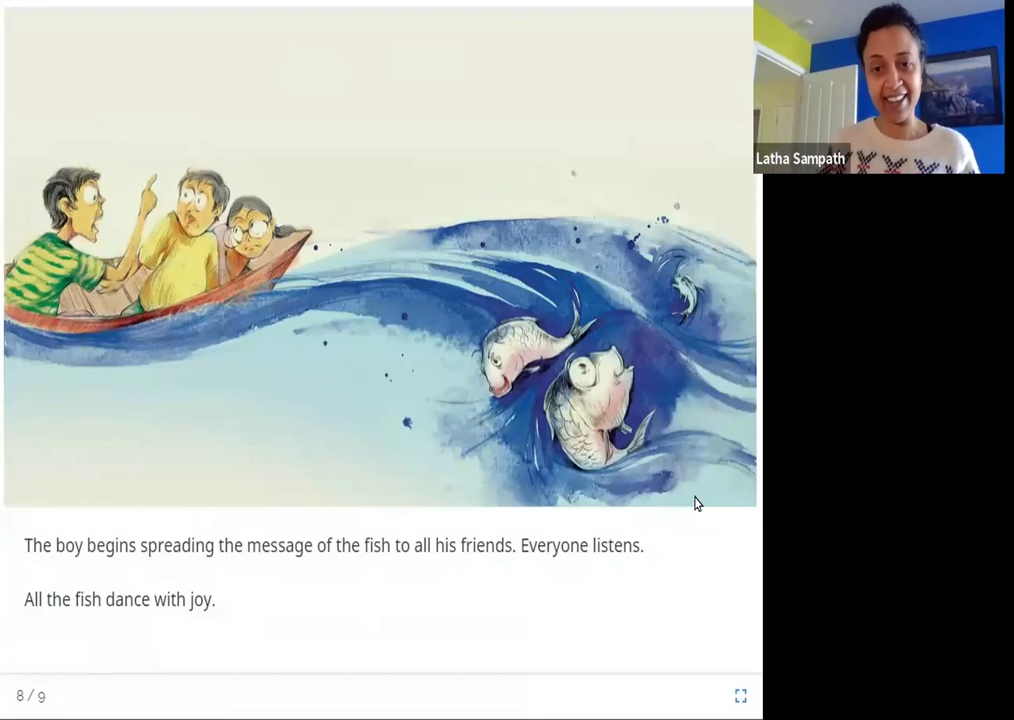 Latha Sampath
The boy begins spreading the message of the fish to all his friends. Everyone listens.
All the fish dance with joy.
8 / 9